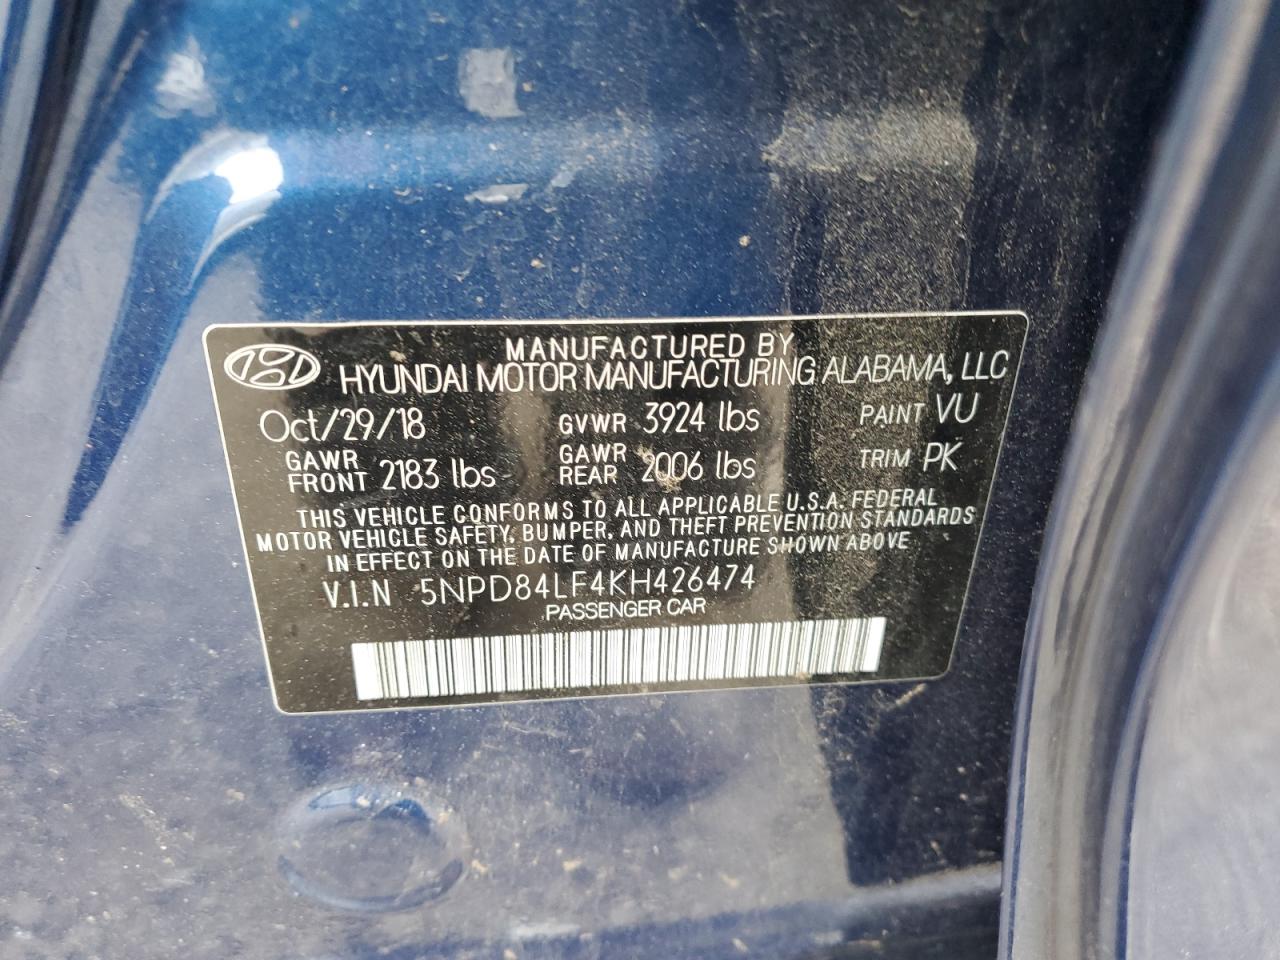 MANUFACTURED BY
HYUNDAI MOTOR MANUFACTURING ALABAMA, LLC
Oct/29/18 GVWR 3924 lbs PAINT VU
GAWR FRONT 2183 lbs GAWR REAR 2006 lbs TRIM PK
THIS VEHICLE CONFORMS TO ALL APPLICABLE U.S.A. FEDERAL
MOTOR VEHICLE SAFETY, BUMPER, AND THEFT PREVENTION STANDARDS
IN EFFECT ON THE DATE OF MANUFACTURE SHOWN ABOVE
V.I.N 5NPD84LF4KH426474
PASSENGER CAR